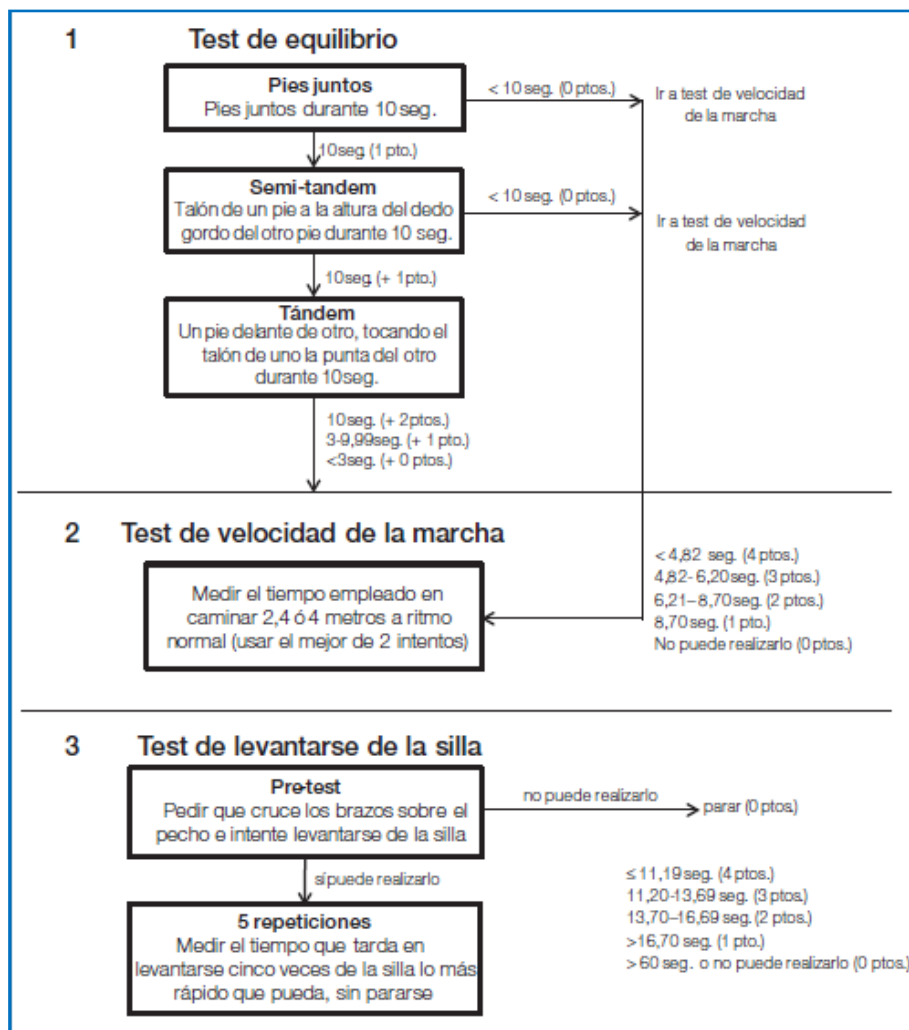 1 Test de equilibrio
Pies juntos
Pies juntos durante 10 seg.
< 10 seg. (0 ptos.)
Ir a test de velocidad
de la marcha
10seg. (1 pto.)
Semi-tandem
Talón de un pie a la altura del dedo
gordo del otro pie durante 10 seg.
< 10 seg. (0 ptos.)
Ir a test de velocidad
de la marcha
10seg. (+ 1pto.)
Tándem
Un pie delante de otro, tocando el
talón de uno la punta del otro
durante 10seg.
10seg. (+ 2ptos.)
3-9,99seg. (+ 1 pto.)
<3seg. (+ 0 ptos.)
2 Test de velocidad de la marcha
Medir el tiempo empleado en
caminar 2,4 ó 4 metros a ritmo
normal (usar el mejor de 2 intentos)
< 4,82 seg. (4 ptos.)
4,82- 6,20seg. (3 ptos.)
6,21–8,70seg. (2 ptos.)
8,70 seg. (1 pto.)
No puede realizarlo (0 ptos.)
3 Test de levantarse de la silla
Pre-test
Pedir que cruce los brazos sobre el
pecho e intente levantarse de la silla
no puede realizarlo
parar (0 ptos.)
sí puede realizarlo
5 repeticiones
Medir el tiempo que tarda en
levantarse cinco veces de la silla lo más
rápido que pueda, sin pararse
≤ 11,19 seg. (4 ptos.)
11,20-13,69 seg. (3 ptos.)
13,70–16,69 seg. (2 ptos.)
>16,70 seg. (1 pto.)
> 60 seg. o no puede realizarlo (0 ptos.)